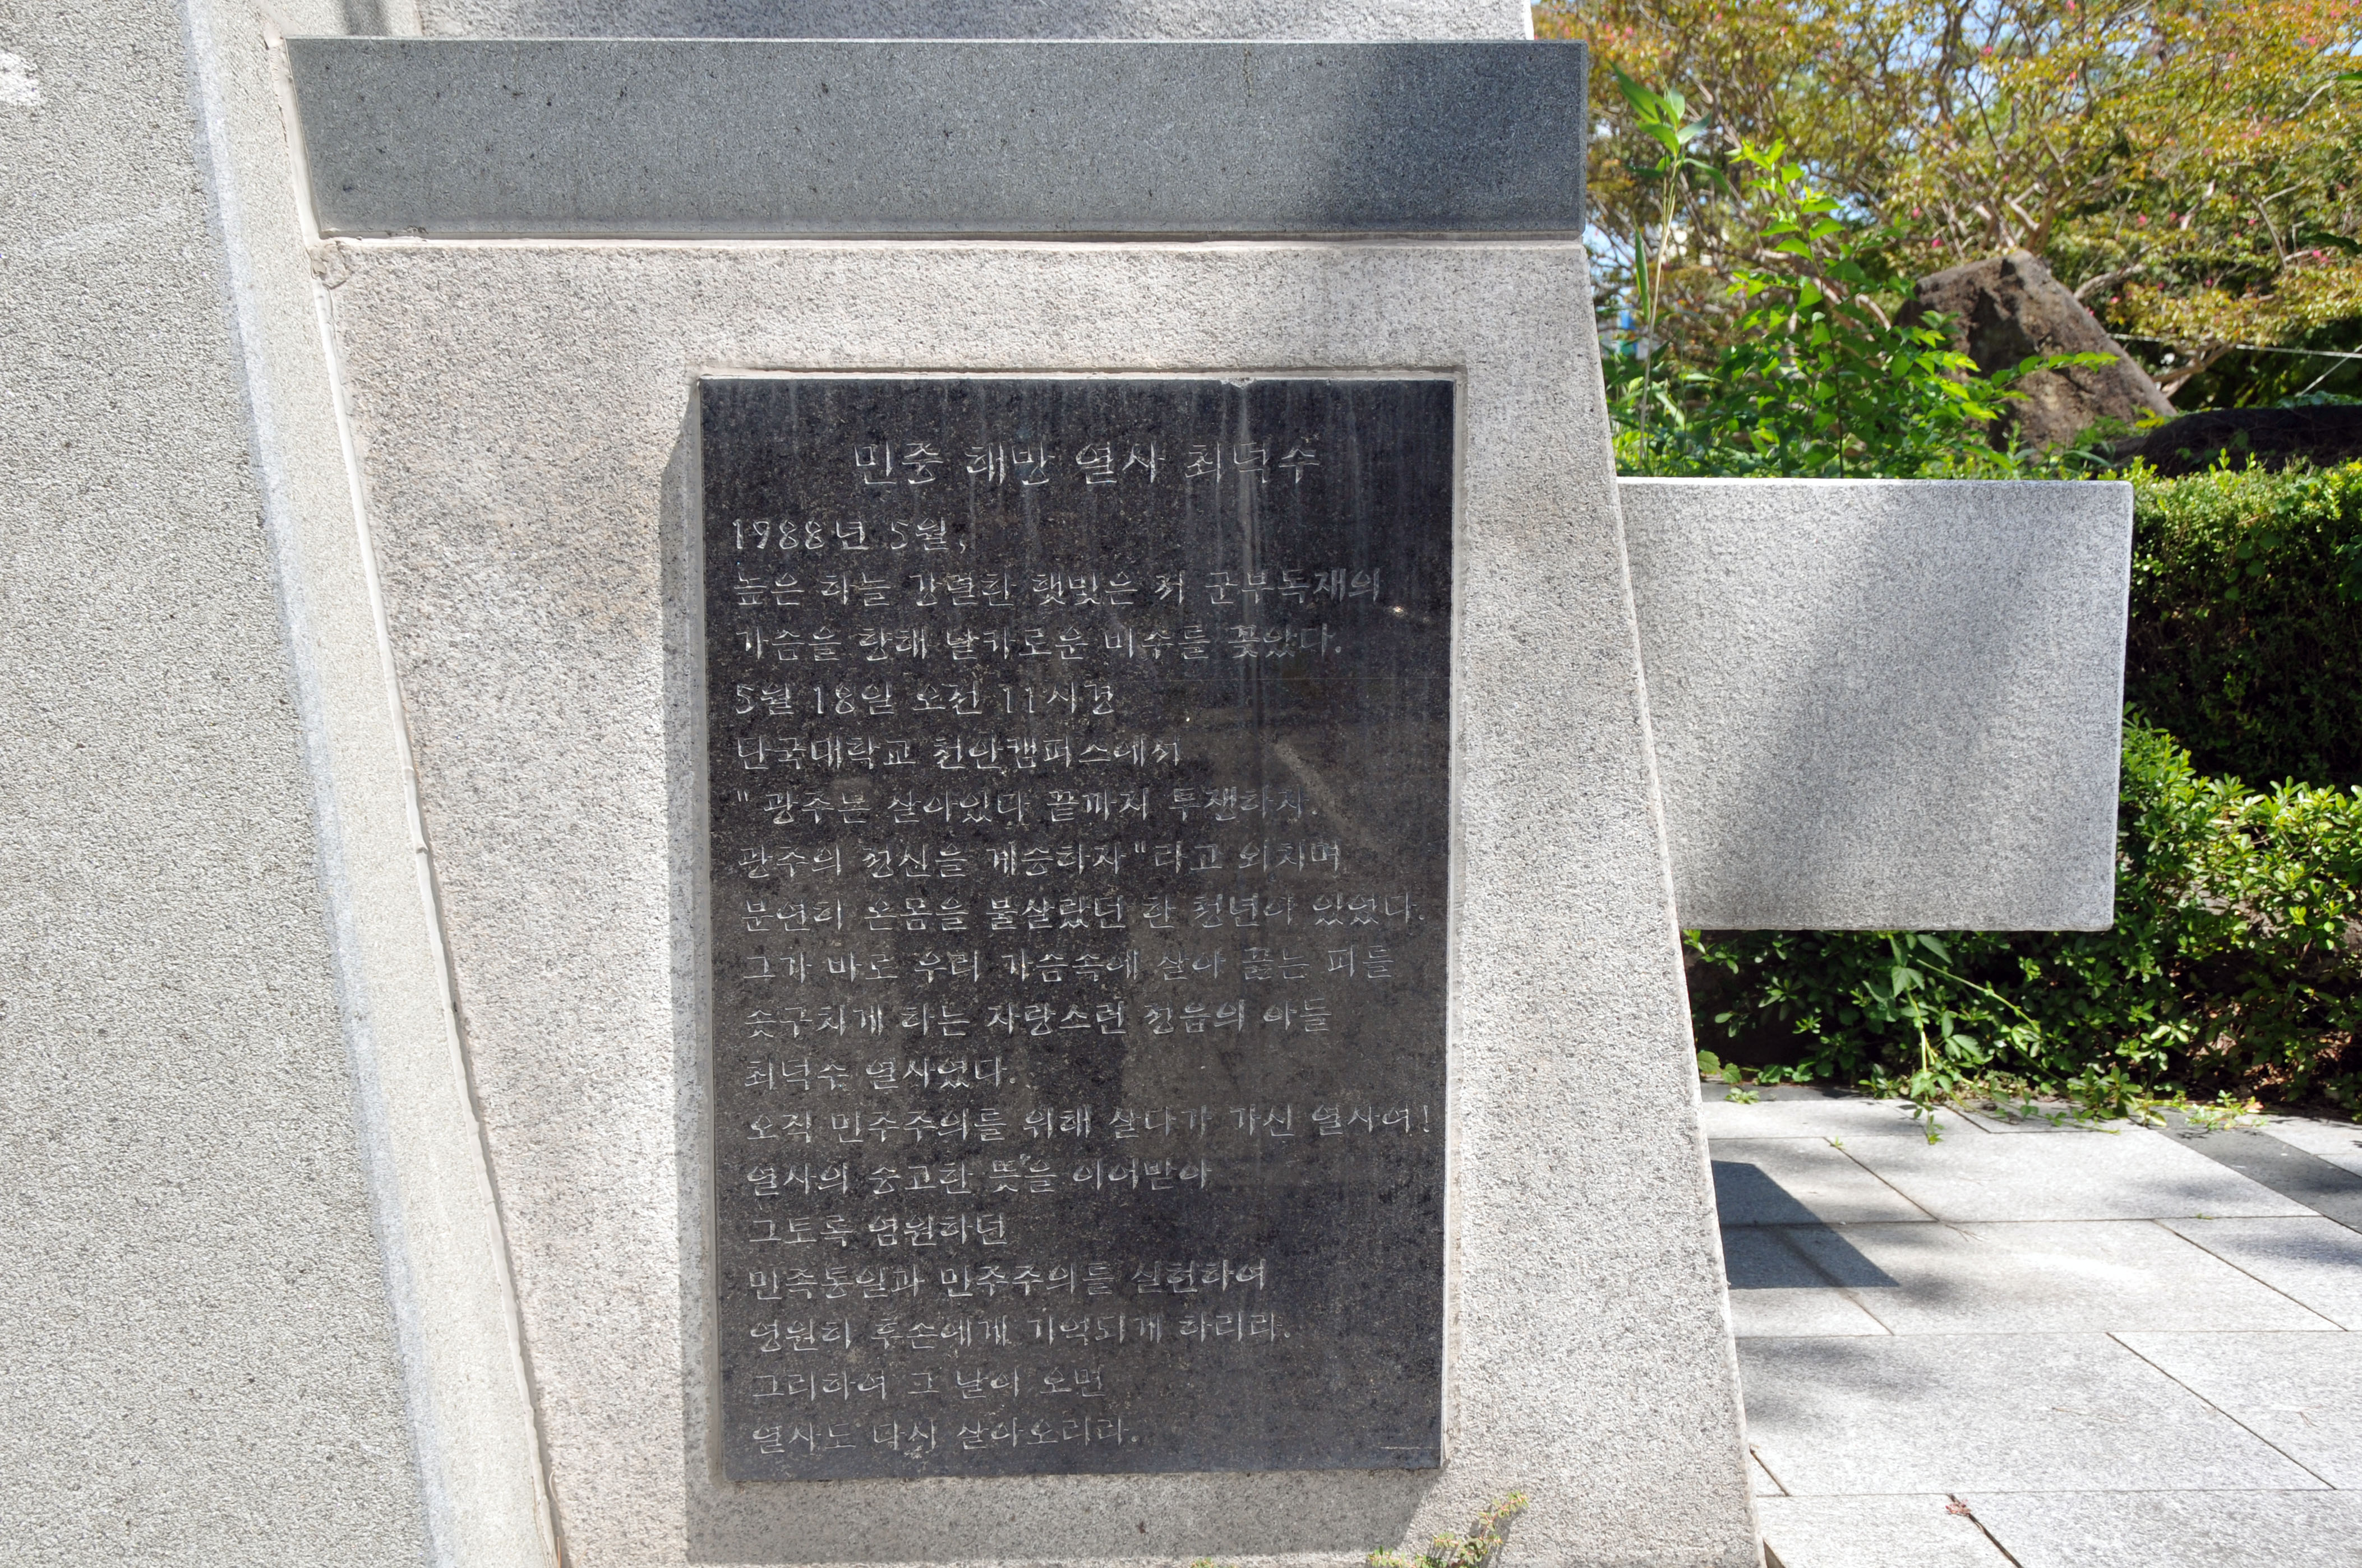 민중 해방 열사 최덕수
1988년 5월,
높은 하늘 강렬한 햇빛은 저 군부독재의
가슴을 향해 날카로운 비수를 꽂았다.
5월 18일 오전 11시경
단국대학교 천안캠퍼스에서
"광주는 살아있다 끝까지 투쟁하자.
광주의 정신을 계승하자"라고 외치며
분연히 온몸을 불살랐던 한 청년이 있었다.
그가 바로 우리 가슴속에 살아 끓는 피를
솟구치게 하는 자랑스런 정읍의 아들
최덕수 열사였다.
오직 민주주의를 위해 살다가 가신 열사여!
열사의 숭고한 뜻을 이어받아
그토록 염원하던
민족통일과 민주주의를 실현하여
영원히 후손에게 기억되게 하리라.
그리하여 그 날이 오면
열사도 다시 살아오리라.